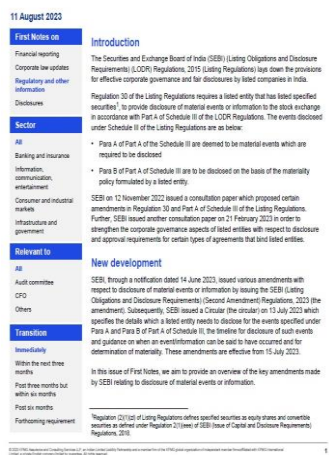 11 August 2023
First Notes on
Financial reporting
Corporate law updates
Regulatory and other
information
Disclosures
Sector
All
Banking and insurance
Information,
communication,
entertainment
Consumer and industrial
markets
Infrastructure and
government
Relevant to
All
Audit committee
CFO
Others
Transition
Immediately
Within the next three
months
Post three months but
within six months
Post six months
Forthcoming requirement
Introduction
The Securities and Exchange Board of India (SEBI) (Listing Obligations and Disclosure
Requirements) (LODR) Regulations, 2015 (Listing Regulations) lays down the provisions
for effective corporate governance and fair disclosures by listed companies in India.
Regulation 30 of the Listing Regulations requires a listed entity that has listed specified
securities¹, to provide disclosure of material events or information to the stock exchange
in accordance with Part A of Schedule III of the LODR Regulations. The events disclosed
under Schedule III of the Listing Regulations are as below:
• Para A of Part A of the Schedule III are deemed to be material events which are
required to be disclosed
• Para B of Part A of Schedule III are to be disclosed on the basis of the materiality
policy formulated by a listed entity.
SEBI on 12 November 2022 issued a consultation paper which proposed certain
amendments in Regulation 30 and Part A of Schedule III of the Listing Regulations.
Further, SEBI issued another consultation paper on 21 February 2023 in order to
strengthen the corporate governance aspects of listed entities with respect to disclosure
and approval requirements for certain types of agreements that bind listed entities.
New development
SEBI, through a notification dated 14 June 2023, issued various amendments with
respect to disclosure of material events or information by issuing the SEBI (Listing
Obligations and Disclosure Requirements) (Second Amendment) Regulations, 2023 (the
amendment). Subsequently, SEBI issued a Circular (the circular) on 13 July 2023 which
specifies the details which a listed entity needs to disclose for the events specified under
Para A and Para B of Part A of Schedule III, the timeline for disclosure of such events
and guidance on when an event/information can be said to have occurred and for
determination of materiality. These amendments are effective from 15 July 2023.
In this issue of First Notes, we aim to provide an overview of the key amendments made
by SEBI relating to disclosure of material events or information.
¹Regulation (2)(1)(zl) of Listing Regulations defines specified securities as equity shares and convertible
securities as defined under Regulation 2(1)(eee) of SEBI (Issue of Capital and Disclosure Requirements)
Regulations, 2018.
1